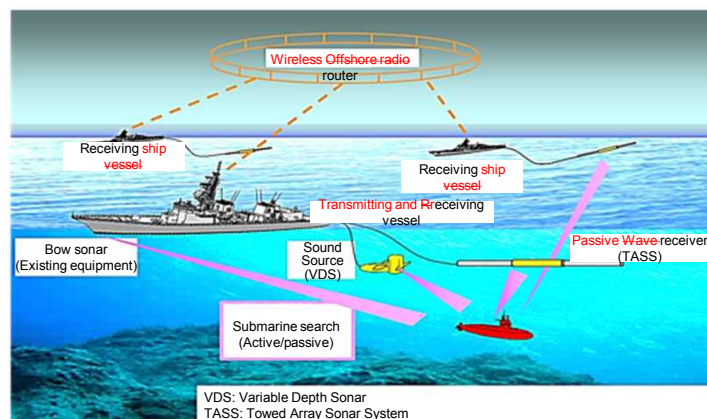 Wireless Offshore radio
router
Receiving ship
vessel
Receiving ship
vessel
Transmitting and Rreceiving
vessel
Bow sonar
(Existing equipment)
Sound
Source
(VDS)
Passive Wave receiver
(TASS)
Submarine search
(Active/passive)
VDS: Variable Depth Sonar
TASS: Towed Array Sonar System